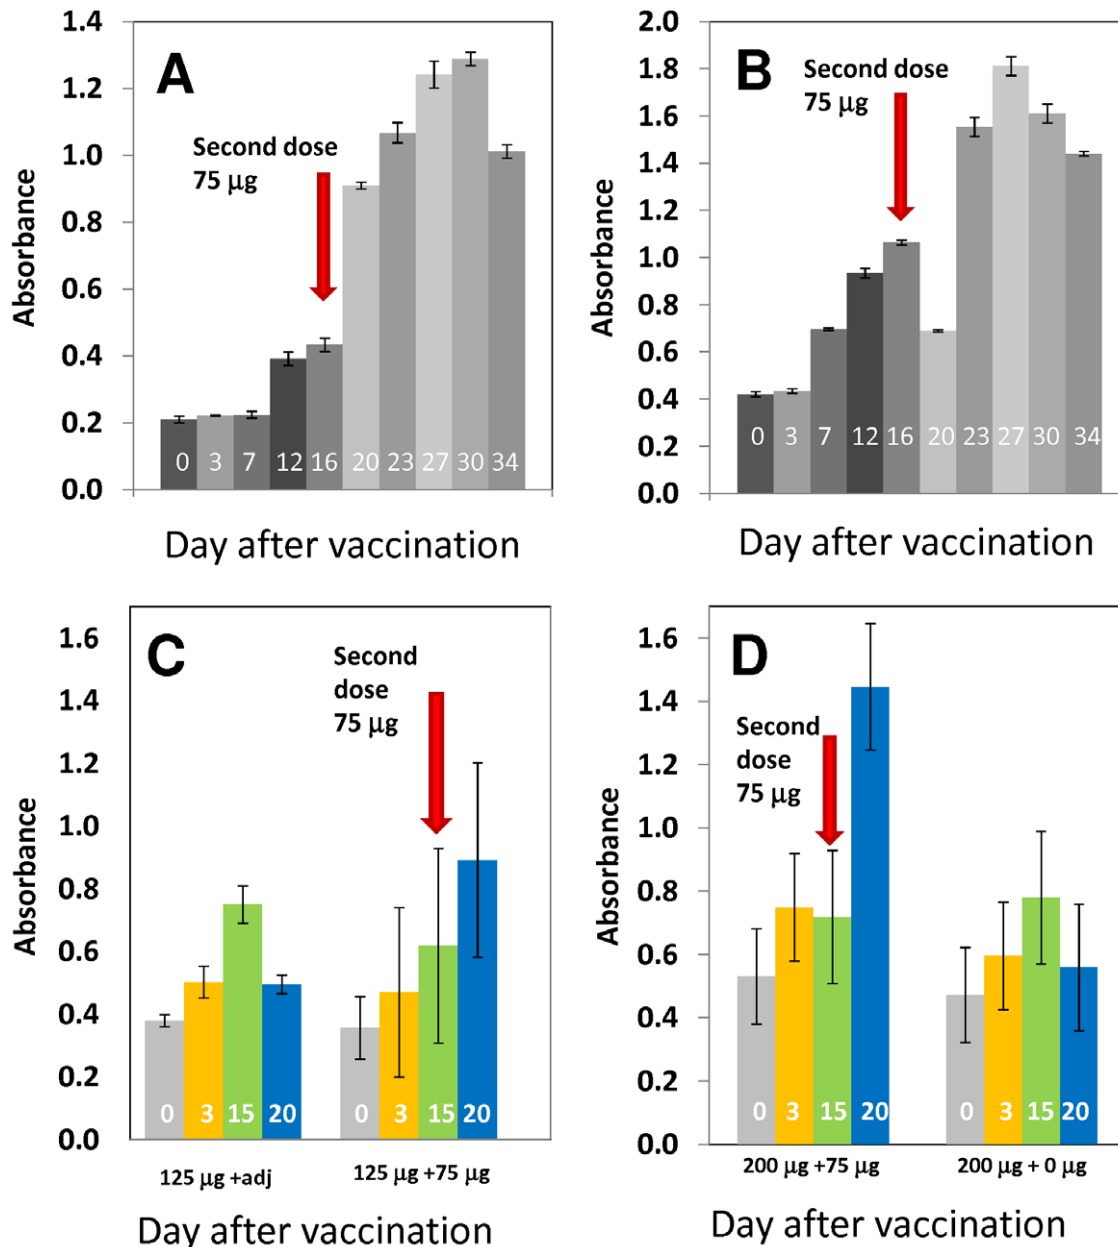 A
1.4
1.2
1.0
0.8
0.6
0.4
0.2
0.0
Absorbance
Second dose
75 µg
0 3 7 12 16 20 23 27 30 34
Day after vaccination
B
2.0
1.8
1.6
1.4
1.2
1.0
0.8
0.6
0.4
0.2
0.0
Absorbance
Second dose
75 µg
0 3 7 12 16 20 23 27 30 34
Day after vaccination
C
1.6
1.4
1.2
1.0
0.8
0.6
0.4
0.2
0.0
Absorbance
Second
dose
75 µg
0 3 15 20 0 3 15 20
125 µg +adj 125 µg +75 µg
Day after vaccination
D
1.6
1.4
1.2
1.0
0.8
0.6
0.4
0.2
0.0
Absorbance
Second
dose
75 µg
0 3 15 20 0 3 15 20
200 µg +75 µg 200 µg + 0 µg
Day after vaccination